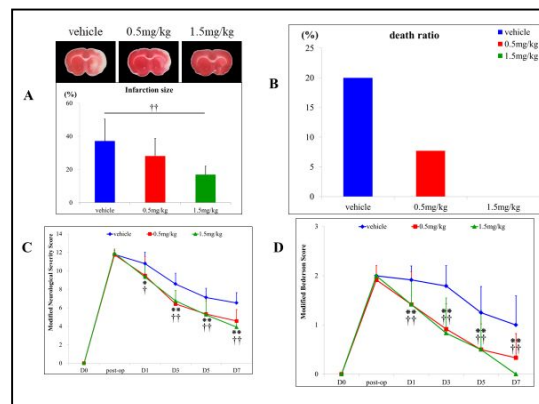 vehicle 0.5mg/kg 1.5mg/kg
A
Infarction size
(%)
††
60
40
20
0
vehicle 0.5mg/kg 1.5mg/kg
B
(%)
death ratio
vehicle
0.5mg/kg
1.5mg/kg
25
20
15
10
5
0
vehicle 0.5mg/kg 1.5mg/kg
C
vehicle 0.5mg/kg 1.5mg/kg
Modified Neurological Severity Score
14
12
10
8
6
4
2
0
* ** ** **
† †† †† ††
D0 post-op D1 D3 D5 D7
D
vehicle 0.5mg/kg 1.5mg/kg
Modified Bederson Score
3
2
1
0
** ** ** **
†† †† †† ††
D0 post-op D1 D3 D5 D7